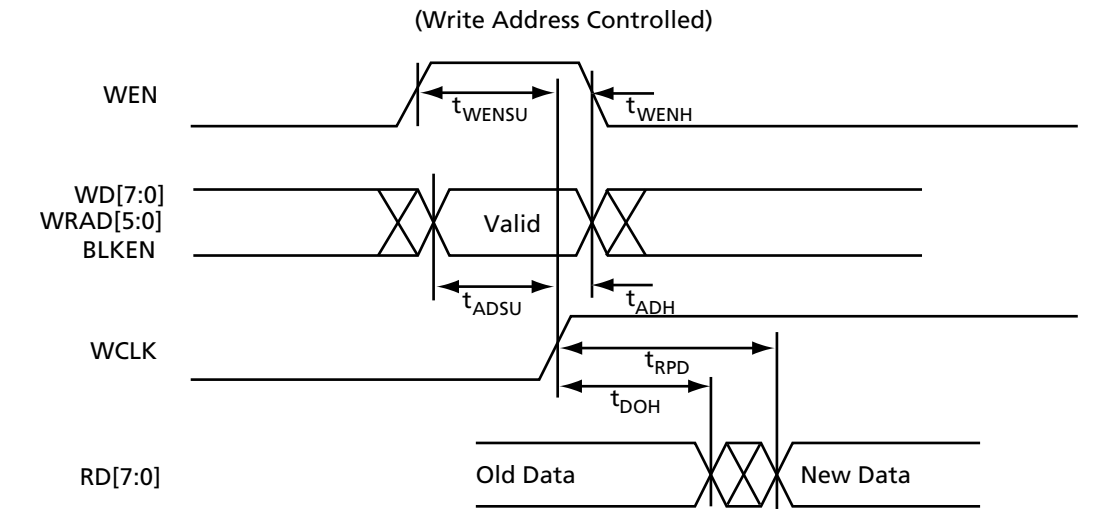 (Write Address Controlled)
WEN
tWENSU
tWENH
WD[7:0]
WRAD[5:0]
BLKEN
Valid
tADSU
tADH
WCLK
tRPD
tDOH
RD[7:0]
Old Data
New Data